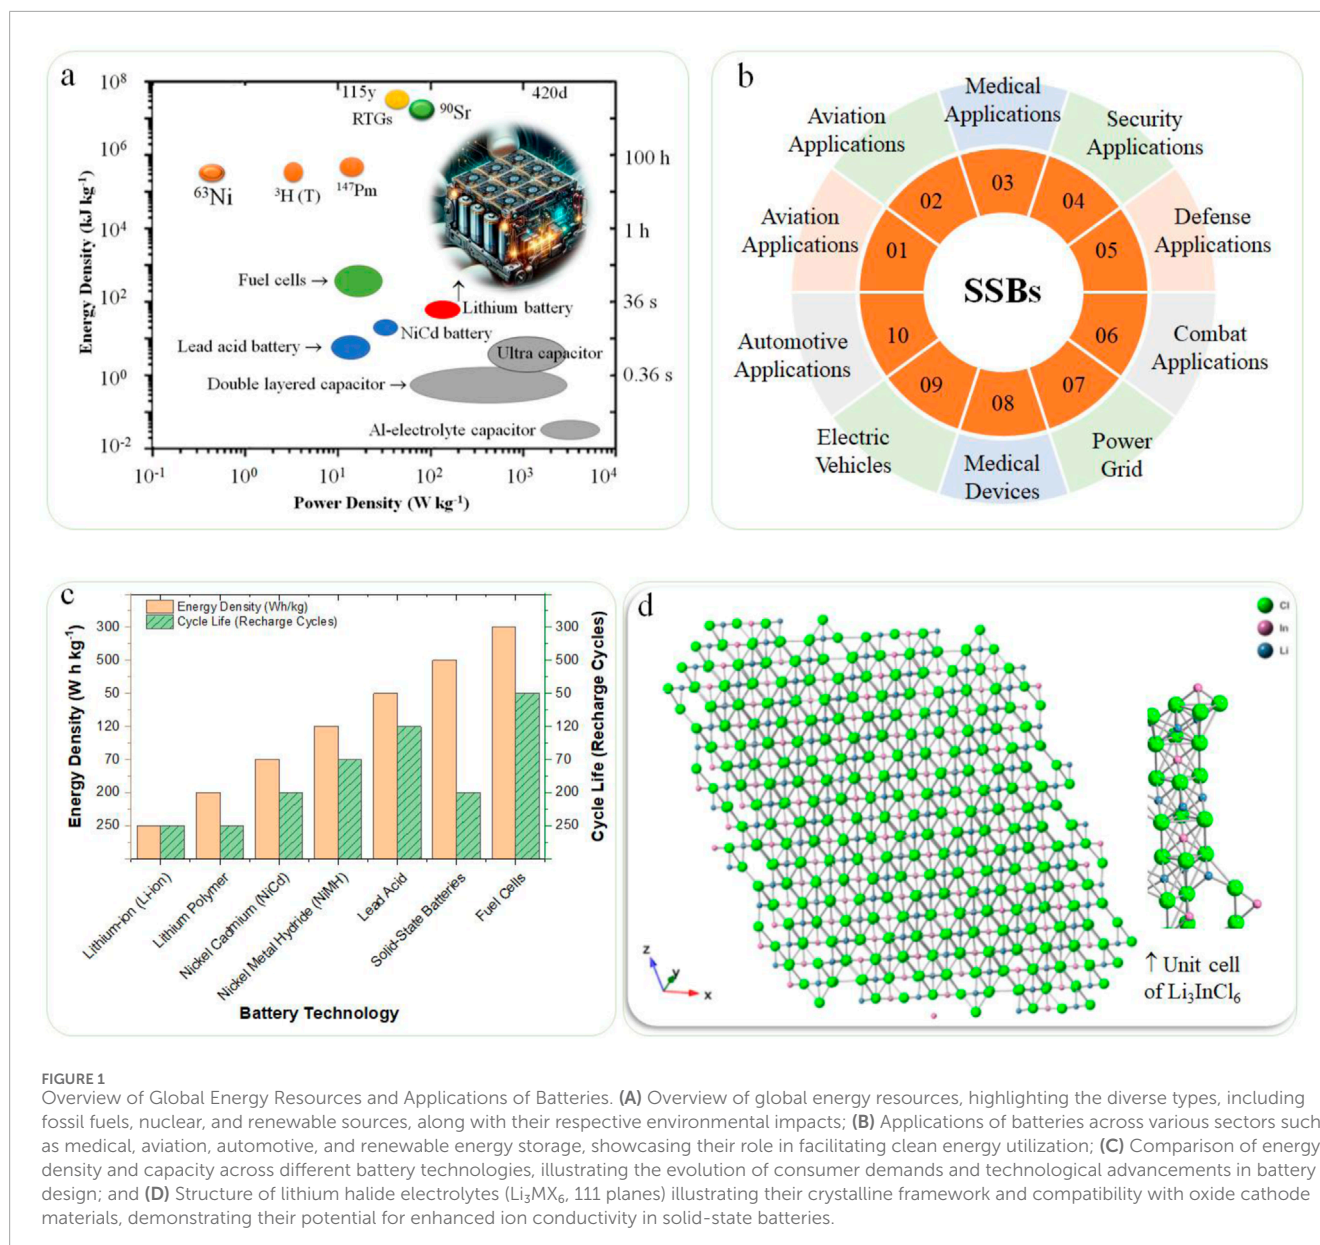 a
10⁸
10⁶
10⁴
10²
10⁰
10⁻²
Energy Density (kJ kg⁻¹)
115y
420d
RTGs
⁹⁰Sr
100 h
⁶³Ni
³H (T)
¹⁴⁷Pm
1 h
Fuel cells →
↑
36 s
Lithium battery
NiCd battery
Lead acid battery →
Ultra capacitor
0.36 s
Double layered capacitor →
Al-electrolyte capacitor
10⁻¹
10⁰
10¹
10²
10³
10⁴
Power Density (W kg⁻¹)
b
Medical
Applications
Aviation
Applications
Security
Applications
Aviation
Applications
Defense
Applications
Automotive
Applications
Combat
Applications
Electric
Vehicles
Medical
Devices
Power
Grid
01
02
03
04
05
06
07
08
09
10
SSBs
c
Energy Density (Wh/kg)
Cycle Life (Recharge Cycles)
Energy Density (W h kg⁻¹)
300
500
50
120
70
200
250
300
500
50
120
70
200
250
Cycle Life (Recharge Cycles)
Lithium-ion (Li-ion)
Lithium Polymer
Nickel Cadmium (NiCd)
Nickel Metal Hydride (NiMH)
Lead Acid
Solid-State Batteries
Fuel Cells
Battery Technology
d
Cl
In
Li
z
y
x
↑ Unit cell
of Li₃InCl₆
FIGURE 1
Overview of Global Energy Resources and Applications of Batteries. (A) Overview of global energy resources, highlighting the diverse types, including
fossil fuels, nuclear, and renewable sources, along with their respective environmental impacts; (B) Applications of batteries across various sectors such
as medical, aviation, automotive, and renewable energy storage, showcasing their role in facilitating clean energy utilization; (C) Comparison of energy
density and capacity across different battery technologies, illustrating the evolution of consumer demands and technological advancements in battery
design; and (D) Structure of lithium halide electrolytes (Li₃MX₆, 111 planes) illustrating their crystalline framework and compatibility with oxide cathode
materials, demonstrating their potential for enhanced ion conductivity in solid-state batteries.